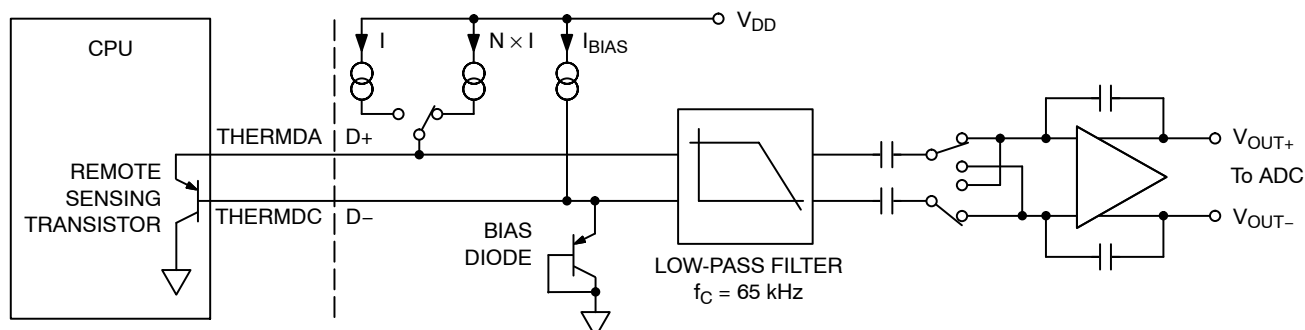 CPU
I
N × I
I_BIAS
V_DD
THERMDA
D+
REMOTE
SENSING
TRANSISTOR
THERMDC
D−
BIAS
DIODE
LOW-PASS FILTER
f_C = 65 kHz
V_OUT+
To ADC
V_OUT−